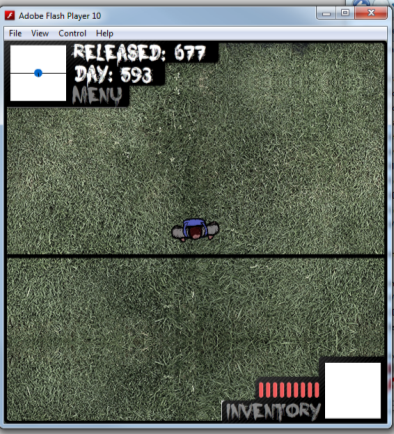 Adobe Flash Player 10
File View Control Help
RELEASED: 677
DAY: 593
MENU
INVENTORY